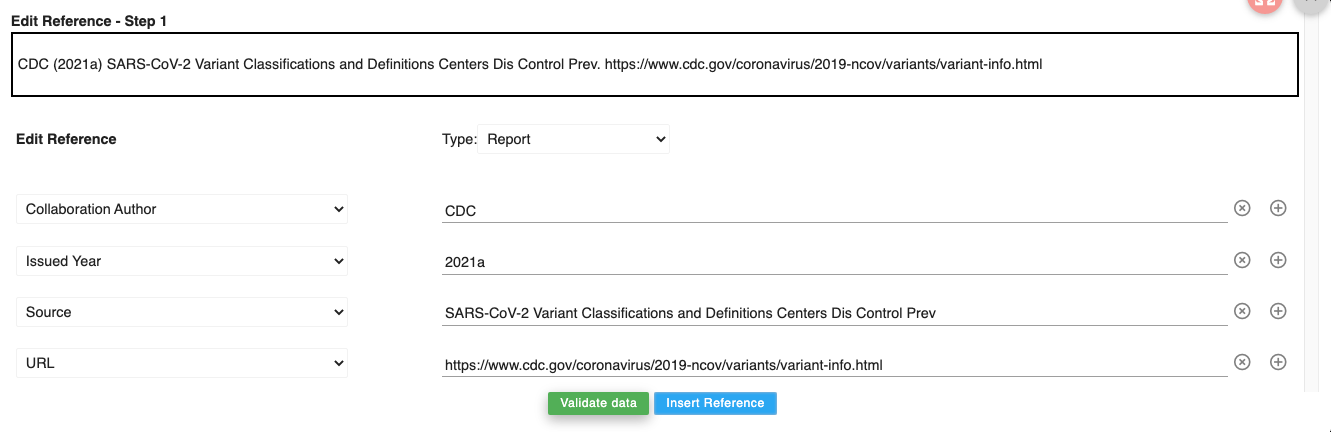 Edit Reference - Step 1
CDC (2021a) SARS-CoV-2 Variant Classifications and Definitions Centers Dis Control Prev. https://www.cdc.gov/coronavirus/2019-ncov/variants/variant-info.html
Edit Reference Type: Report
Collaboration Author CDC
Issued Year 2021a
Source SARS-CoV-2 Variant Classifications and Definitions Centers Dis Control Prev
URL https://www.cdc.gov/coronavirus/2019-ncov/variants/variant-info.html
Validate data Insert Reference